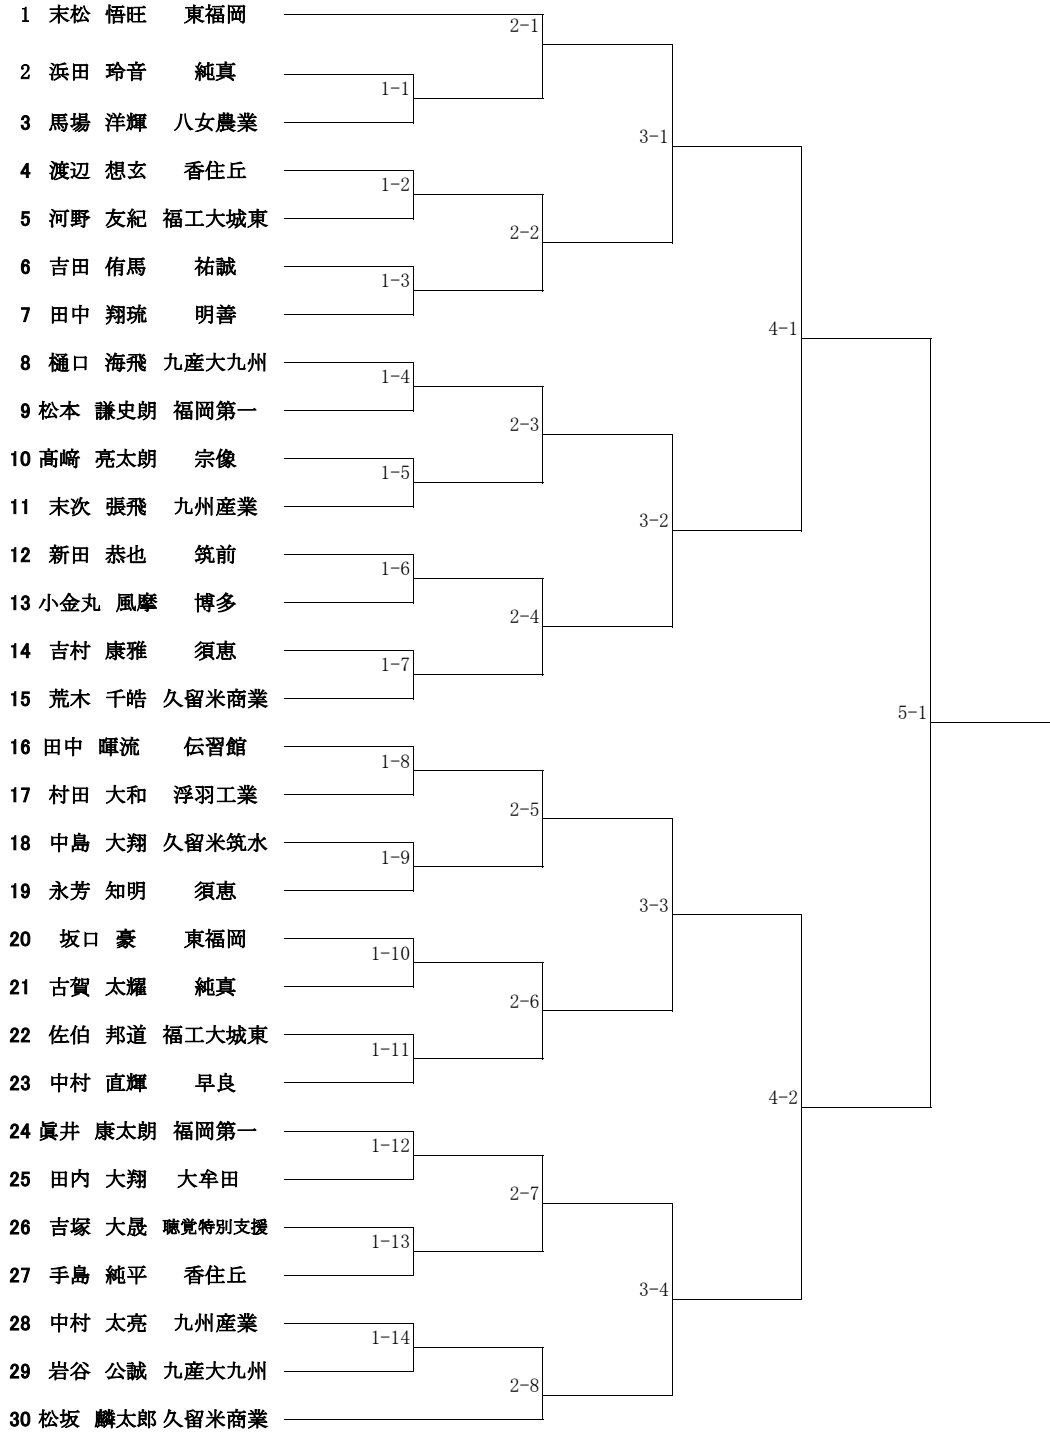 1 末松 悟旺 東福岡
2-1
2 浜田 玲音 純真
1-1
3 馬場 洋輝 八女農業
3-1
4 渡辺 想玄 香住丘
1-2
5 河野 友紀 福工大城東
2-2
6 吉田 侑馬 祐誠
1-3
7 田中 翔琉 明善
4-1
8 樋口 海飛 九産大九州
1-4
9 松本 謙史朗 福岡第一
2-3
10 髙﨑 亮太朗 宗像
1-5
11 末次 張飛 九州産業
3-2
12 新田 恭也 筑前
1-6
13 小金丸 風摩 博多
2-4
14 吉村 康雅 須恵
1-7
15 荒木 千皓 久留米商業
5-1
16 田中 暉流 伝習館
1-8
17 村田 大和 浮羽工業
2-5
18 中島 大翔 久留米筑水
1-9
19 永芳 知明 須恵
3-3
20 坂口 豪 東福岡
1-10
21 古賀 太耀 純真
2-6
22 佐伯 邦道 福工大城東
1-11
23 中村 直輝 早良
4-2
24 眞井 康太朗 福岡第一
1-12
25 田内 大翔 大牟田
2-7
26 吉塚 大晟 聴覚特別支援
1-13
27 手島 純平 香住丘
3-4
28 中村 太亮 九州産業
1-14
29 岩谷 公誠 九産大九州
2-8
30 松坂 麟太郎 久留米商業